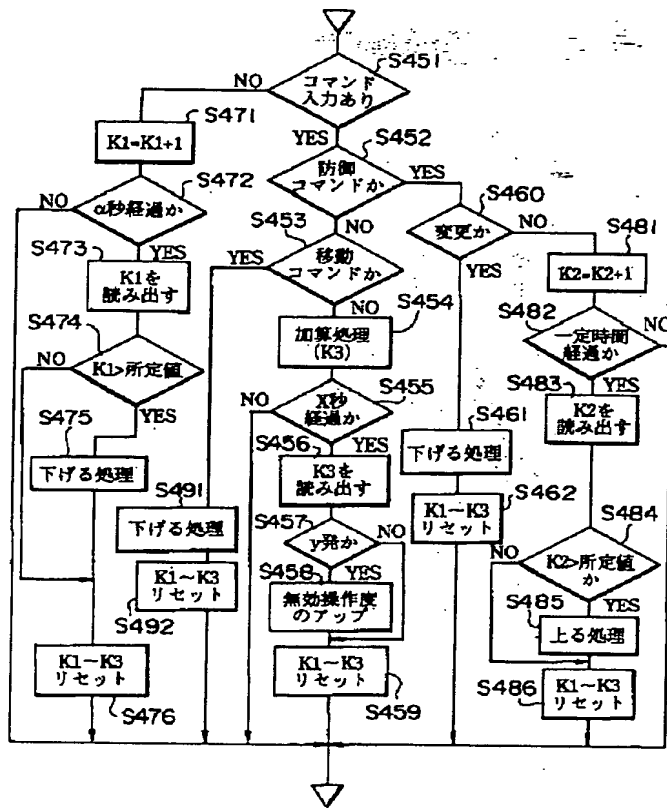 S451
NO
コマンド
入力あり
S471
YES
S452
K1=K1+1
防御
コマンドか
YES
S472
S460
NO
α秒経過か
S453
NO
変更か
NO
S481
S473
YES
YES
移動
コマンドか
YES
K2=K2+1
K1を
読み出す
NO
S454
S482
NO
S474
加算処理
(K3)
一定時間
経過か
NO
K1>所定値
S455
S483
YES
S475
YES
NO
X秒
経過か
S461
K2を
読み出す
S456
YES
下げる処理
S491
K3を
読み出す
下げる処理
S462
S457
K1~K3
リセット
S484
下げる処理
y発か
NO
NO
K2>所定値
か
S458
YES
K1~K3
リセット
無効操作度
のアップ
S485
YES
S492
上る処理
K1~K3
リセット
K1~K3
リセット
K1~K3
リセット
S486
S476
S459